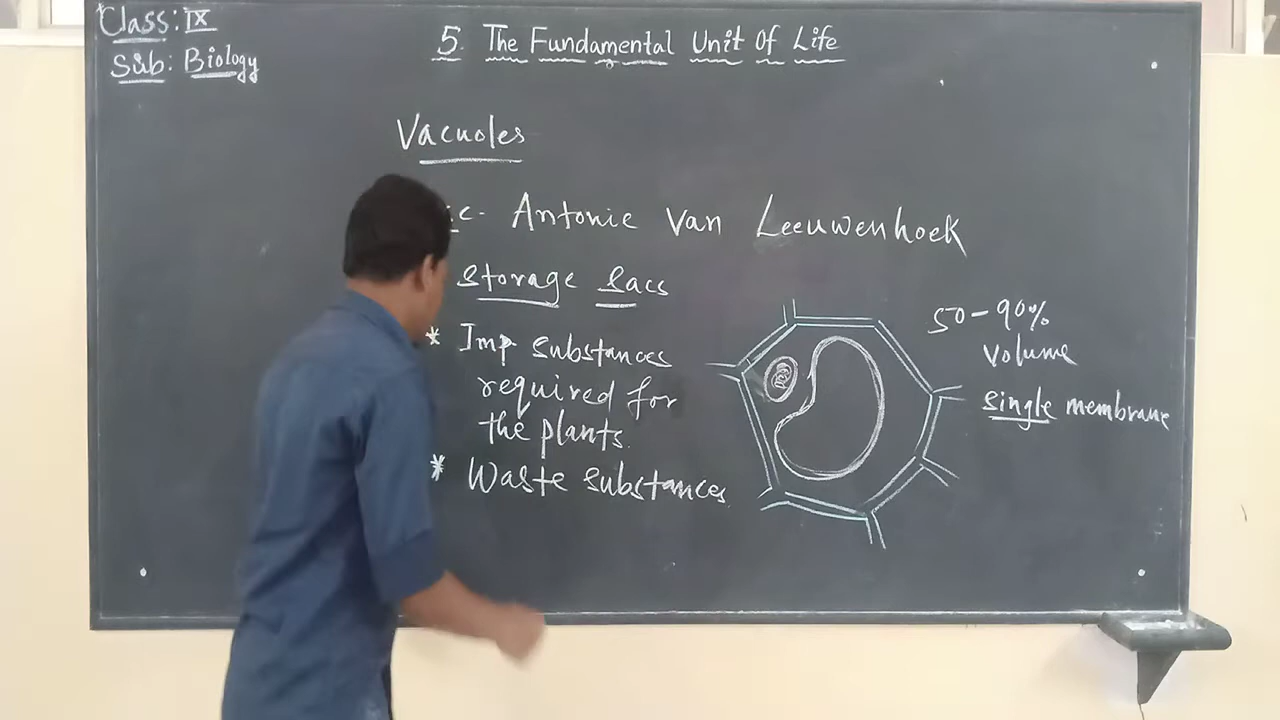 Class: IX
Sub: Biology
5. The Fundamental Unit Of Life
Vacuoles
Antonie Van Leeuwenhoek
Storage Sacs
* Imp substances
required for
the plants.
* Waste substances
50-90%
volume
single membrane